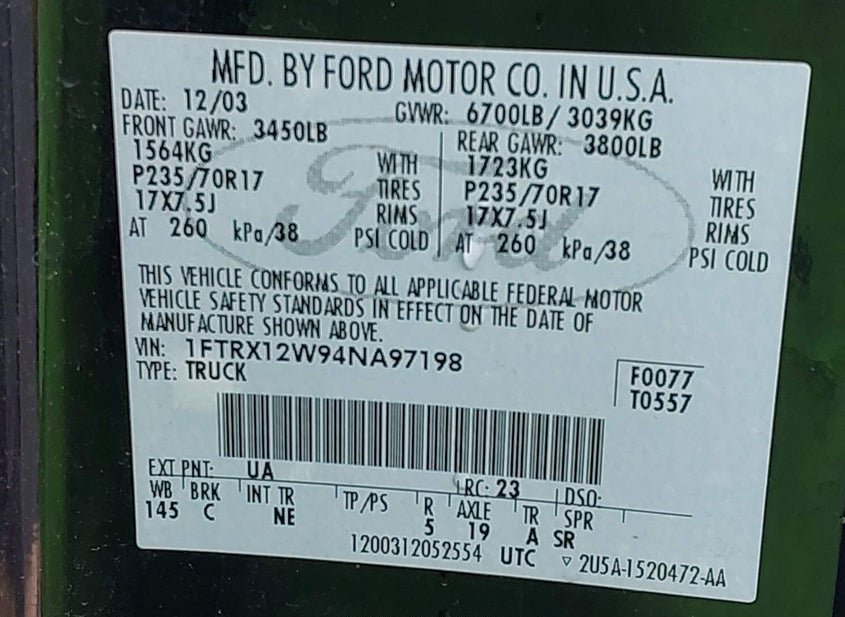 MFD. BY FORD MOTOR CO. IN U.S.A.
DATE: 12/03 GVWR: 6700LB / 3039KG
FRONT GAWR: 3450LB REAR GAWR: 3800LB
1564KG WITH 1723KG WITH
P235/70R17 TIRES P235/70R17 TIRES
17X7.5J RIMS 17X7.5J RIMS
AT 260 kPa/38 PSI COLD AT 260 kPa/38 PSI COLD
Ford
THIS VEHICLE CONFORMS TO ALL APPLICABLE FEDERAL MOTOR
VEHICLE SAFETY STANDARDS IN EFFECT ON THE DATE OF
MANUFACTURE SHOWN ABOVE.
VIN: 1FTRX12W94NA97198
TYPE: TRUCK
F0077
T0557
EXT PNT: UA RC: 23 DSO:
WB BRK INT TR TP/PS R AXLE TR SPR
145 C NE 5 19 A SR
1200312052554 UTC ▽ 2U5A-1520472-AA